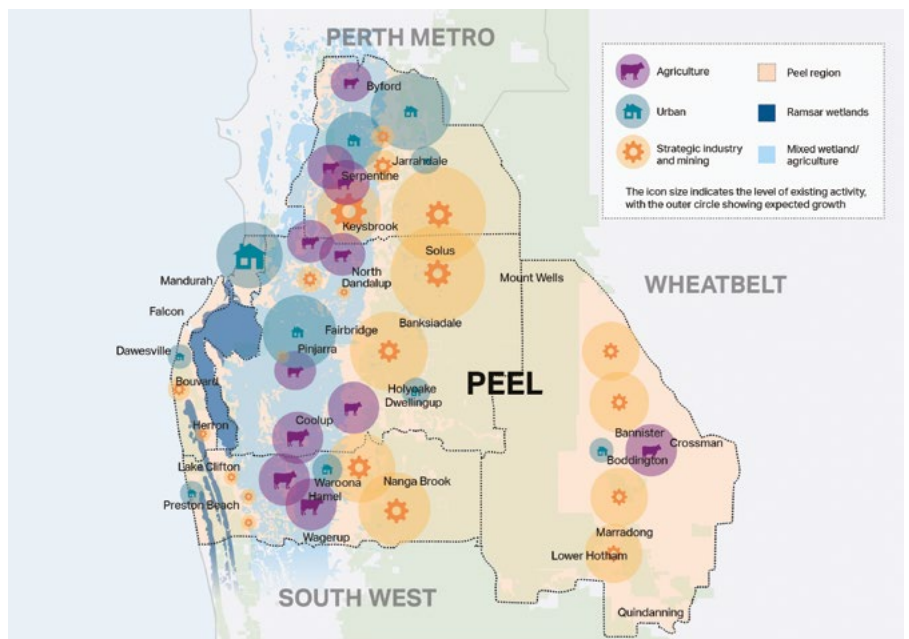 PERTH METRO
Agriculture
Peel region
Urban
Ramsar wetlands
Strategic industry
and mining
Mixed wetland/
agriculture
The icon size indicates the level of existing activity,
with the outer circle showing expected growth
Byford
Jarrahdale
Serpentine
Keysbrook
Solus
North
Dandalup
Mount Wells
Mandurah
WHEATBELT
Falcon
Banksiadale
Fairbridge
Pinjarra
Dawesville
Bouvard
PEEL
Holyoake
Dwellingup
Coolup
Herron
Bannister
Crossman
Boddington
Lake Clifton
Waroona
Nanga Brook
Hamel
Preston Beach
Wagerup
Marradong
Lower Hotham
SOUTH WEST
Quindanning